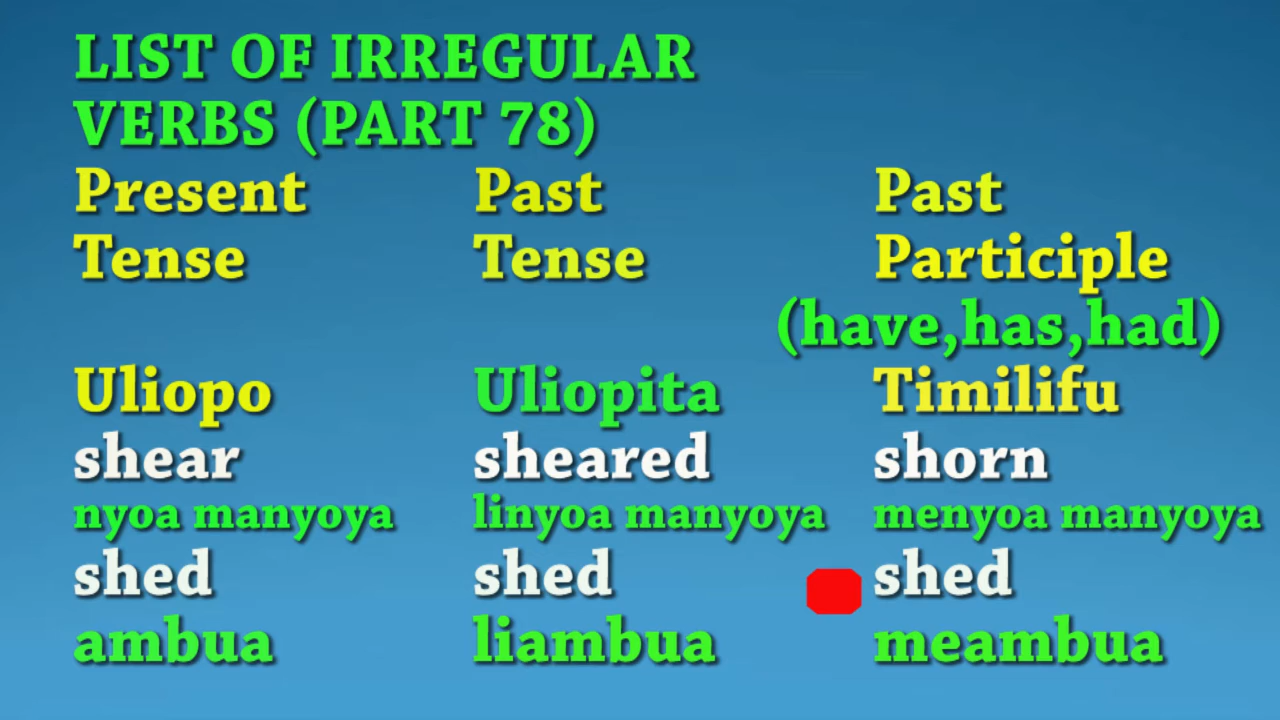 LIST OF IRREGULAR
VERBS (PART 78)
Present Past Past
Tense Tense Participle
(have,has,had)
Uliopo Uliopita Timilifu
shear sheared shorn
nyoa manyoya linyoa manyoya menyoa manyoya
shed shed shed
ambua liambua meambua